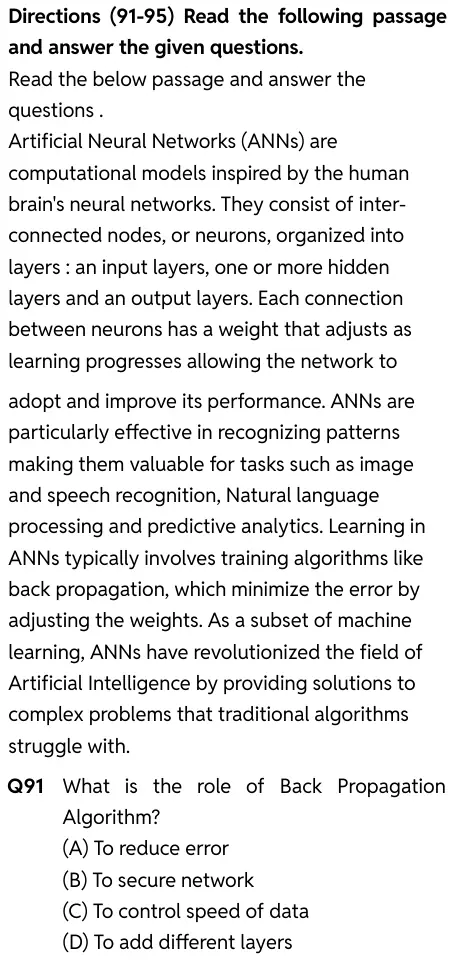 Directions (91-95) Read the following passage
and answer the given questions.
Read the below passage and answer the
questions .
Artificial Neural Networks (ANNs) are
computational models inspired by the human
brain's neural networks. They consist of inter-
connected nodes, or neurons, organized into
layers : an input layers, one or more hidden
layers and an output layers. Each connection
between neurons has a weight that adjusts as
learning progresses allowing the network to
adopt and improve its performance. ANNs are
particularly effective in recognizing patterns
making them valuable for tasks such as image
and speech recognition, Natural language
processing and predictive analytics. Learning in
ANNs typically involves training algorithms like
back propagation, which minimize the error by
adjusting the weights. As a subset of machine
learning, ANNs have revolutionized the field of
Artificial Intelligence by providing solutions to
complex problems that traditional algorithms
struggle with.
Q91 What is the role of Back Propagation
Algorithm?
(A) To reduce error
(B) To secure network
(C) To control speed of data
(D) To add different layers